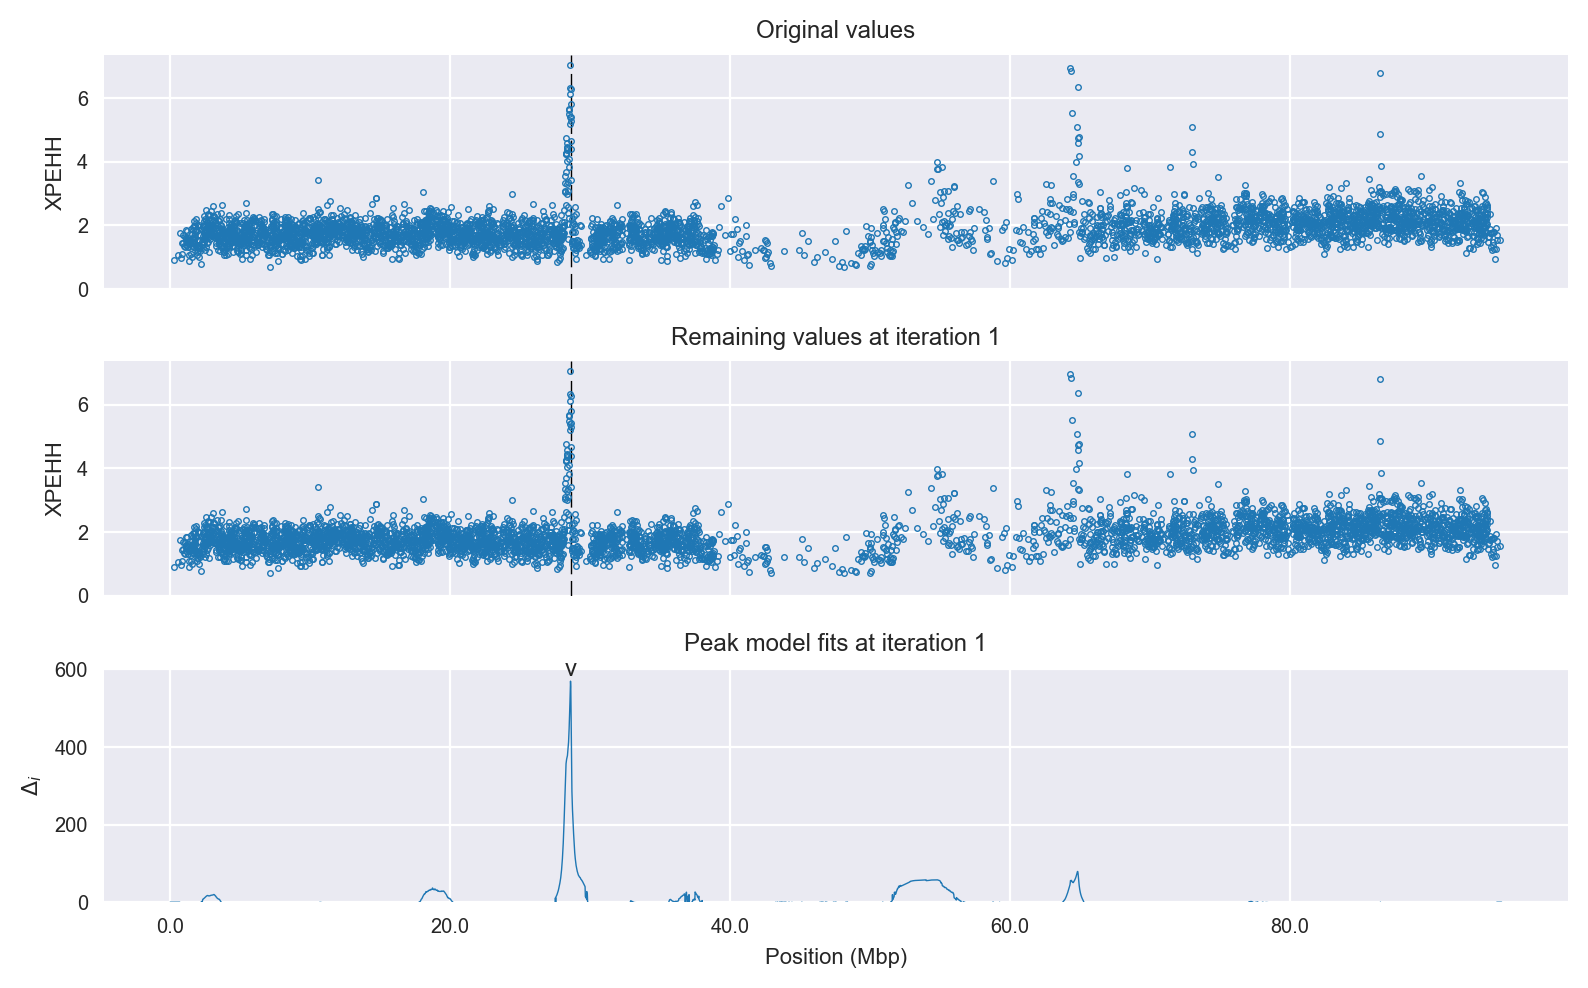 Original values
6
4
2
0
XPEHH
Remaining values at iteration 1
6
4
2
0
XPEHH
Peak model fits at iteration 1
v
600
400
200
0
Δi
0.0 20.0 40.0 60.0 80.0
Position (Mbp)